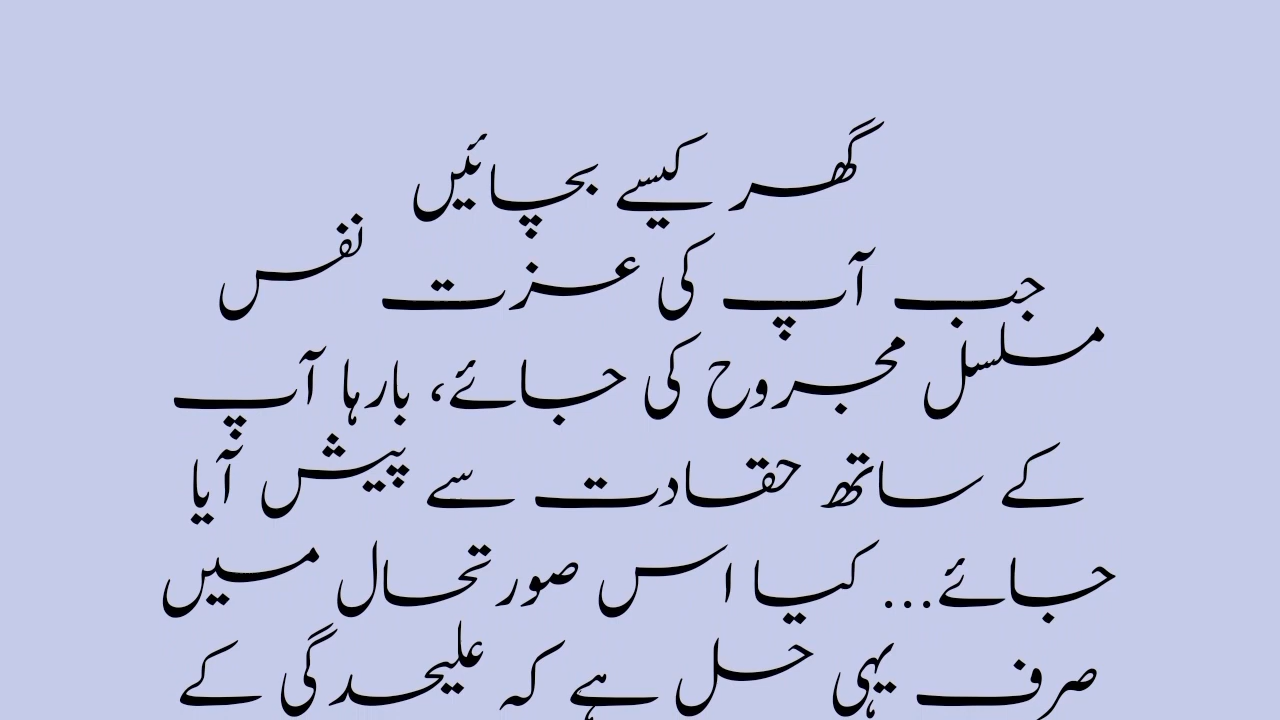 گھر کیسے بچائیں
جب آپ کی عزت نفس
مسلسل مجروح کی جائے، بارہا آپ
کے ساتھ حقادت سے پیش آیا
جائے... کیا اس صورتحال میں
صرف یہی حل ہے کہ علیحدگی کے